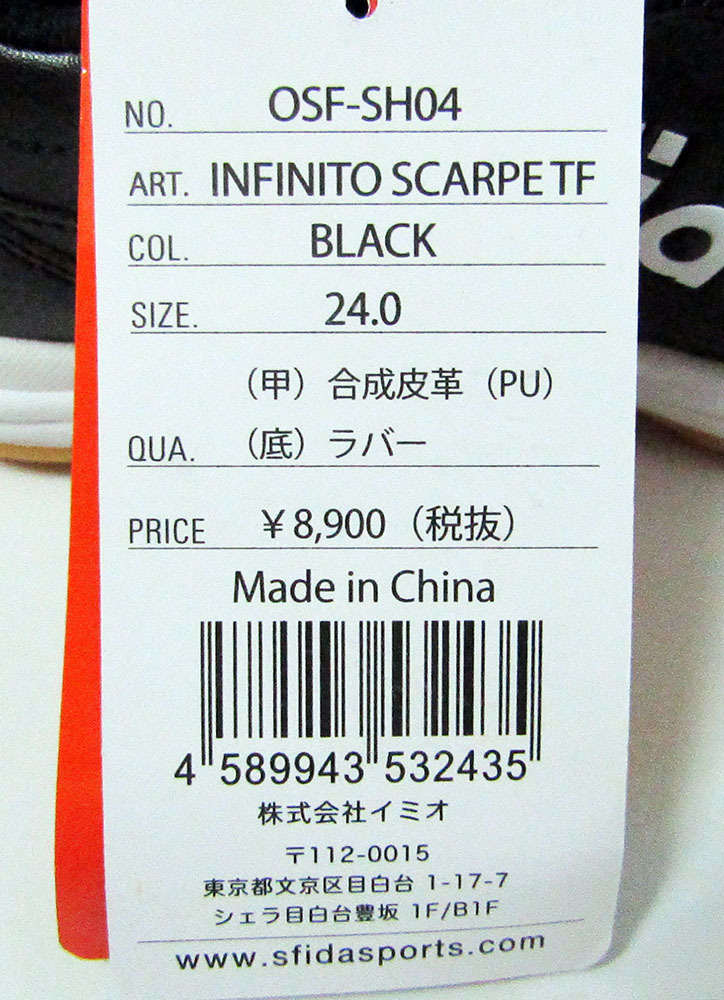 NO. OSF-SH04
ART. INFINITO SCARPE TF
COL. BLACK
SIZE. 24.0
（甲）合成皮革（PU）
QUA. （底）ラバー
PRICE ￥8,900（税抜）
Made in China
4 589943 532435
株式会社イミオ
〒112-0015
東京都文京区目白台 1-17-7
シェラ目白台豊坂 1F/B1F
www.sfidasports.com